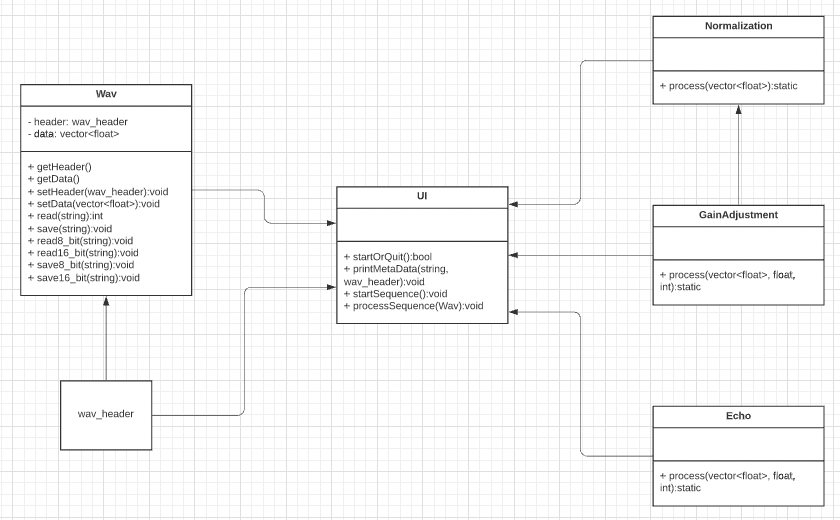 Wav
- header: wav_header
- data: vector<float>
+ getHeader()
+ getData()
+ setHeader(wav_header):void
+ setData(vector<float>):void
+ read(string):int
+ save(string):void
+ read8_bit(string):void
+ read16_bit(string):void
+ save8_bit(string):void
+ save16_bit(string):void
wav_header
UI
+ startOrQuit():bool
+ printMetaData(string,
wav_header):void
+ startSequence():void
+ processSequence(Wav):void
Normalization
+ process(vector<float>):static
GainAdjustment
+ process(vector<float>, float,
int):static
Echo
+ process(vector<float>, float,
int):static